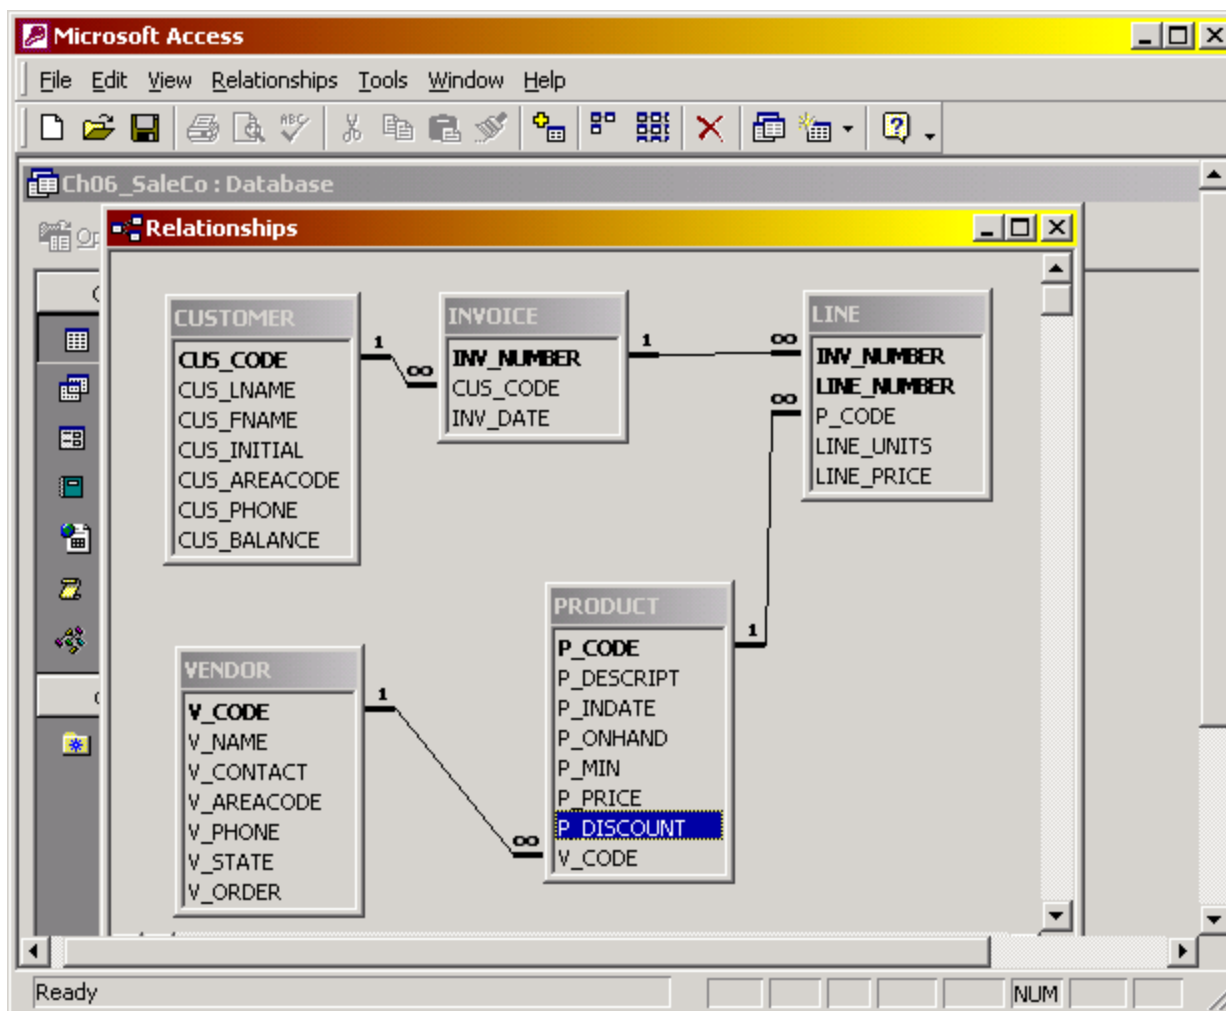 Microsoft Access
File Edit View Relationships Tools Window Help
ABC
Ch06_SaleCo : Database
Op
Relationships
CUSTOMER
CUS_CODE
CUS_LNAME
CUS_FNAME
CUS_INITIAL
CUS_AREACODE
CUS_PHONE
CUS_BALANCE
1
∞
INVOICE
INV_NUMBER
CUS_CODE
INV_DATE
1
∞
∞
LINE
INV_NUMBER
LINE_NUMBER
P_CODE
LINE_UNITS
LINE_PRICE
VENDOR
V_CODE
V_NAME
V_CONTACT
V_AREACODE
V_PHONE
V_STATE
V_ORDER
1
∞
PRODUCT
P_CODE
P_DESCRIPT
P_INDATE
P_ONHAND
P_MIN
P_PRICE
P_DISCOUNT
V_CODE
1
Ready
NUM